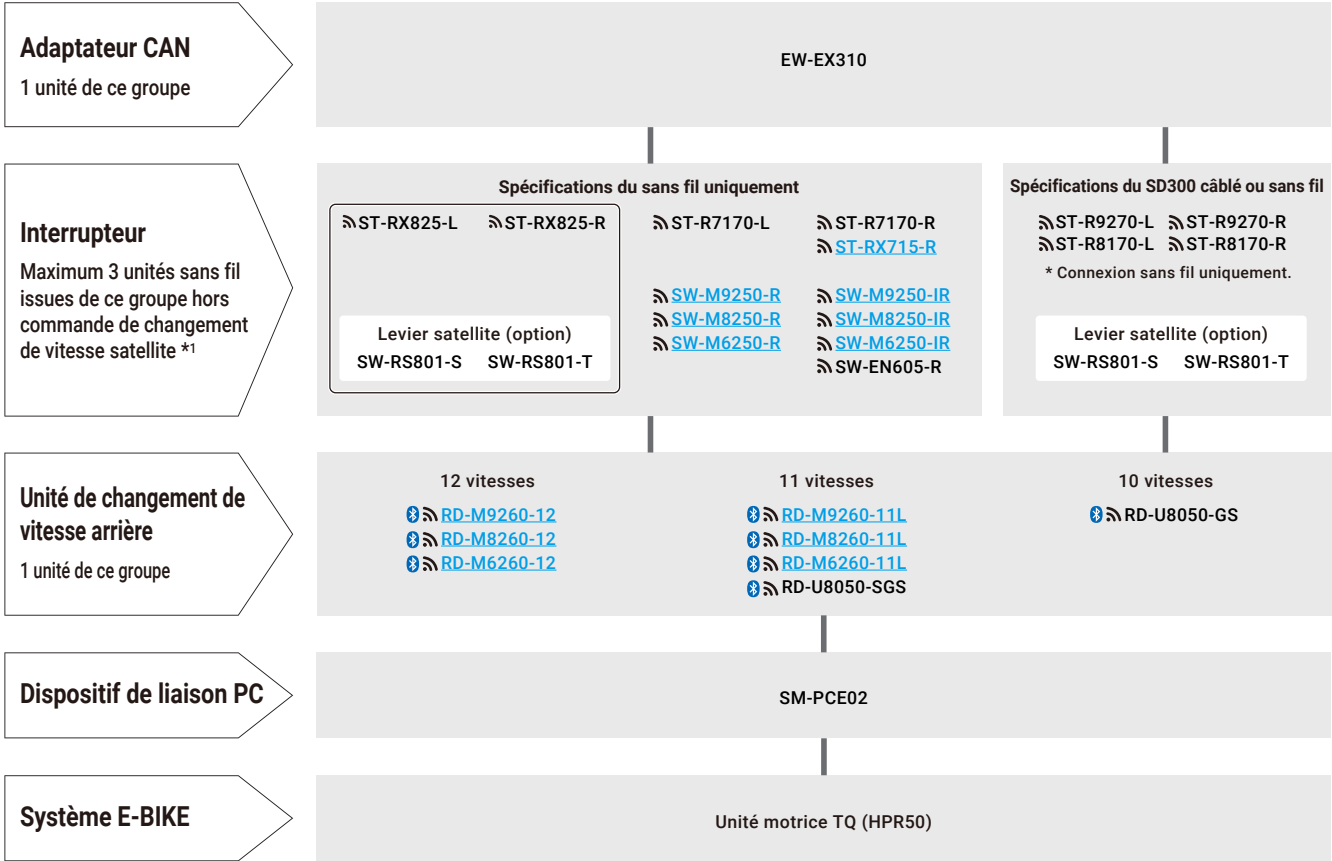 Adaptateur CAN
1 unité de ce groupe
EW-EX310
Interrupteur
Maximum 3 unités sans fil
issues de ce groupe hors
commande de changement
de vitesse satellite *1
Spécifications du sans fil uniquement
ST-RX825-L ST-RX825-R
Levier satellite (option)
SW-RS801-S SW-RS801-T
ST-R7170-L ST-R7170-R
ST-RX715-R
SW-M9250-R SW-M9250-IR
SW-M8250-R SW-M8250-IR
SW-M6250-R SW-M6250-IR
SW-EN605-R
Spécifications du SD300 câblé ou sans fil
ST-R9270-L ST-R9270-R
ST-R8170-L ST-R8170-R
* Connexion sans fil uniquement.
Levier satellite (option)
SW-RS801-S SW-RS801-T
Unité de changement de
vitesse arrière
1 unité de ce groupe
12 vitesses
RD-M9260-12
RD-M8260-12
RD-M6260-12
11 vitesses
RD-M9260-11L
RD-M8260-11L
RD-M6260-11L
RD-U8050-SGS
10 vitesses
RD-U8050-GS
Dispositif de liaison PC
SM-PCE02
Système E-BIKE
Unité motrice TQ (HPR50)